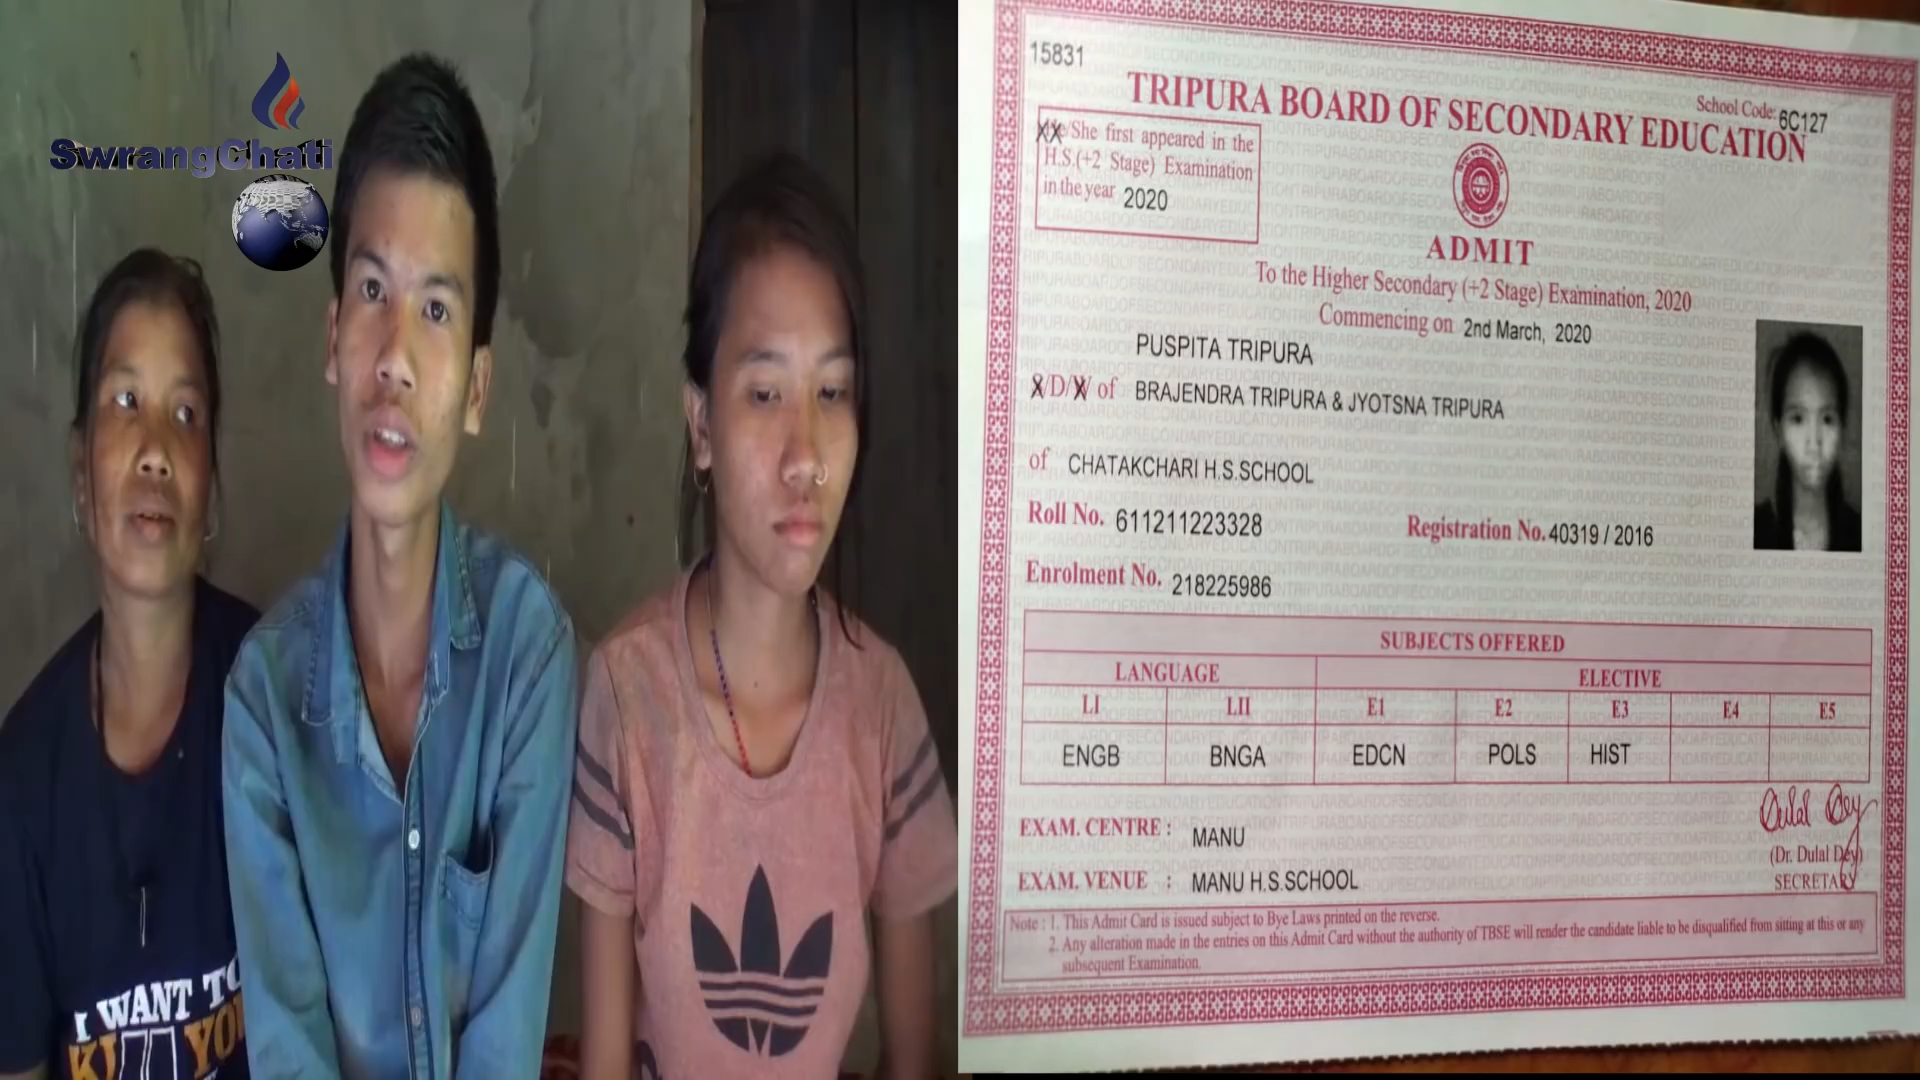 SwrangChati
I WANT TO
YOU
15831
School Code: 6C127
TRIPURA BOARD OF SECONDARY EDUCATION
/She first appeared in the
H.S.(+2 Stage) Examination
in the year 2020
ADMIT
To the Higher Secondary (+2 Stage) Examination, 2020
Commencing on 2nd March, 2020
PUSPITA TRIPURA
S/D/W of BRAJENDRA TRIPURA & JYOTSNA TRIPURA
of CHATAKCHARI H.S.SCHOOL
Roll No. 611211223328 Registration No. 40319 / 2016
Enrolment No. 218225986
SUBJECTS OFFERED
LANGUAGE ELECTIVE
LI LII E1 E2 E3 E4 E5
ENGB BNGA EDCN POLS HIST
EXAM. CENTRE : MANU
EXAM. VENUE : MANU H.S.SCHOOL
Dulal Dey
(Dr. Dulal Dey)
SECRETARY
Note : 1. This Admit Card is issued subject to Bye Laws printed on the reverse.
2. Any alteration made in the entries on this Admit Card without the authority of TBSE will render the candidate liable to be disqualified from sitting at this or any
subsequent Examination.